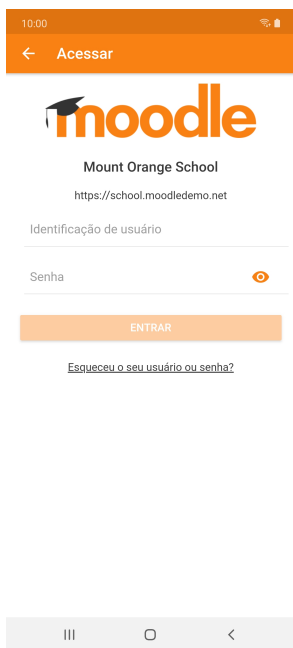 10:00
Acessar
moodle
Mount Orange School
https://school.moodledemo.net
Identificação de usuário
Senha
ENTRAR
Esqueceu o seu usuário ou senha?